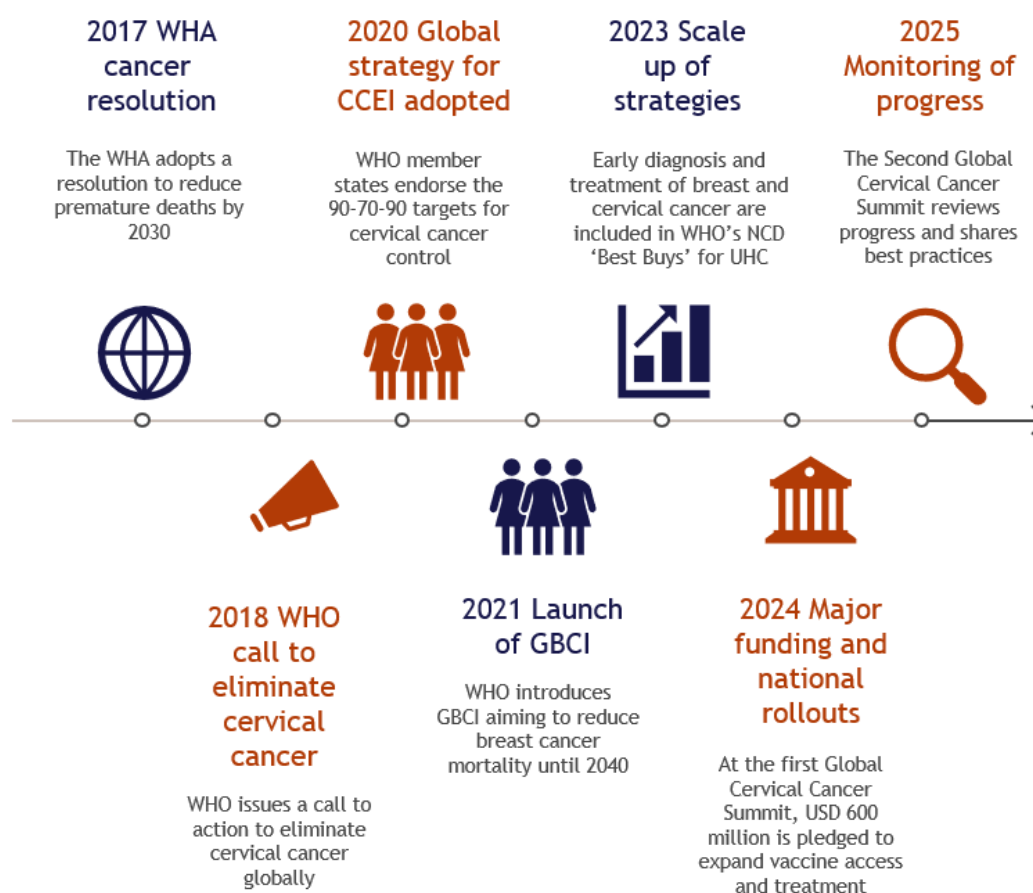 2017 WHA
cancer
resolution
The WHA adopts a
resolution to reduce
premature deaths by
2030
2018 WHO
call to
eliminate
cervical
cancer
WHO issues a call to
action to eliminate
cervical cancer
globally
2020 Global
strategy for
CCEI adopted
WHO member
states endorse the
90-70-90 targets for
cervical cancer
control
2021 Launch
of GBCI
WHO introduces
GBCI aiming to reduce
breast cancer
mortality until 2040
2023 Scale
up of
strategies
Early diagnosis and
treatment of breast and
cervical cancer are
included in WHO’s NCD
‘Best Buys’ for UHC
2024 Major
funding and
national
rollouts
At the first Global
Cervical Cancer
Summit, USD 600
million is pledged to
expand vaccine access
and treatment
2025
Monitoring of
progress
The Second Global
Cervical Cancer
Summit reviews
progress and shares
best practices